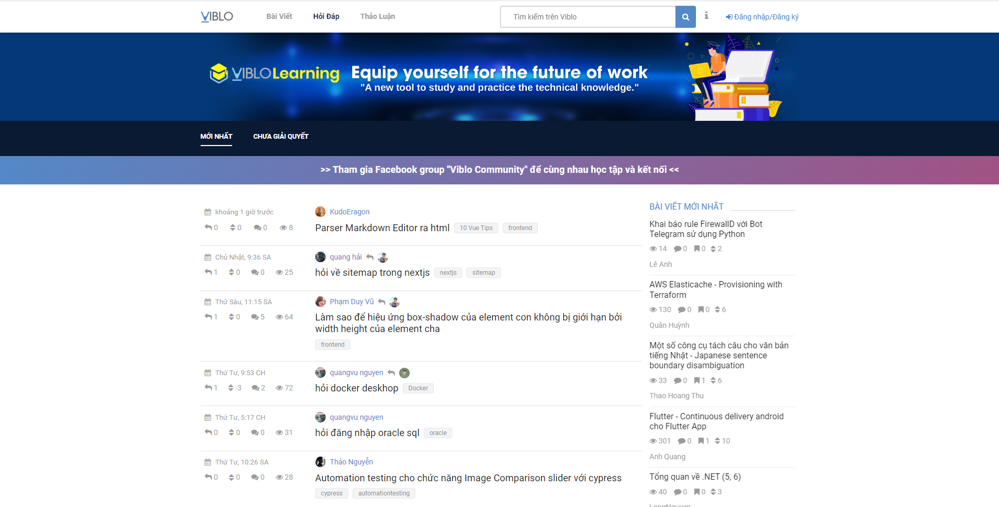 VIBLO
Bài Viết
Hỏi Đáp
Thảo Luận
Tìm kiếm trên Viblo
Đăng nhập/Đăng ký
VIBLO Learning
Equip yourself for the future of work
"A new tool to study and practice the technical knowledge."
MỚI NHẤT
CHƯA GIẢI QUYẾT
>> Tham gia Facebook group "Viblo Community" để cùng nhau học tập và kết nối <<
khoảng 1 giờ trước
KudoEragon
0 0 0 8
Parser Markdown Editor ra html
10 Vue Tips
frontend
Chủ Nhật, 9:36 SA
quang hải
1 0 0 25
hỏi về sitemap trong nextjs
nextjs
sitemap
Thứ Sáu, 11:15 SA
Phạm Duy Vũ
1 0 5 64
Làm sao để hiệu ứng box-shadow của element con không bị giới hạn bởi
width height của element cha
frontend
Thứ Tư, 9:53 CH
quangvu nguyen
1 -3 2 72
hỏi docker deskhop
Docker
Thứ Tư, 5:17 CH
quangvu nguyen
0 0 0 31
hỏi đăng nhập oracle sql
oracle
Thứ Tư, 10:26 SA
Thảo Nguyễn
0 0 0 28
Automation testing cho chức năng Image Comparison slider với cypress
cypress
automationtesting
BÀI VIẾT MỚI NHẤT
Khai báo rule FirewallD với Bot
Telegram sử dụng Python
14 0 0 2
Lê Anh
AWS Elasticache - Provisioning with
Terraform
130 0 0 6
Quân Huỳnh
Một số công cụ tách câu cho văn bản
tiếng Nhật - Japanese sentence
boundary disambiguation
33 0 1 6
Thao Hoang Thu
Flutter - Continuous delivery android
cho Flutter App
301 0 1 10
Anh Quang
Tổng quan về .NET (5, 6)
40 0 0 3
LongNguyen